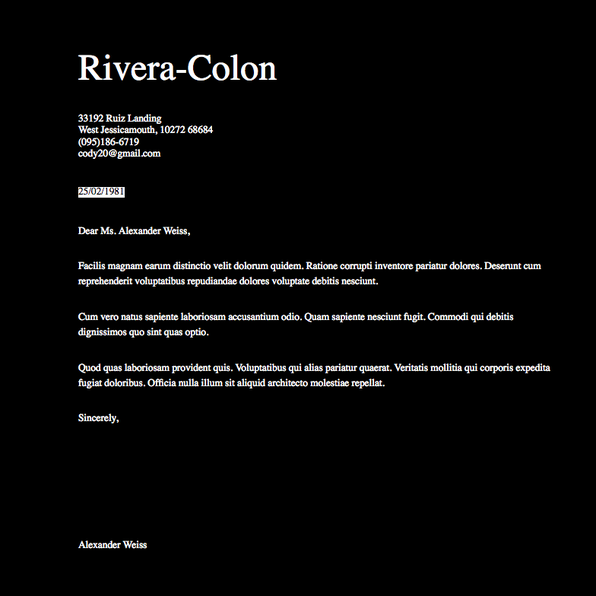 Rivera-Colon
33192 Ruiz Landing
West Jessicamouth, 10272 68684
(095)186-6719
cody20@gmail.com
25/02/1981
Dear Ms. Alexander Weiss,
Facilis magnam earum distinctio velit dolorum quidem. Ratione corrupti inventore pariatur dolores. Deserunt cum
reprehenderit voluptatibus repudiandae dolores voluptate debitis nesciunt.
Cum vero natus sapiente laboriosam accusantium odio. Quam sapiente nesciunt fugit. Commodi qui debitis
dignissimos quo sint quas optio.
Quod quas laboriosam provident quis. Voluptatibus qui alias pariatur quaerat. Veritatis mollitia qui corporis expedita
fugiat doloribus. Officia nulla illum sit aliquid architecto molestiae repellat.
Sincerely,
Alexander Weiss